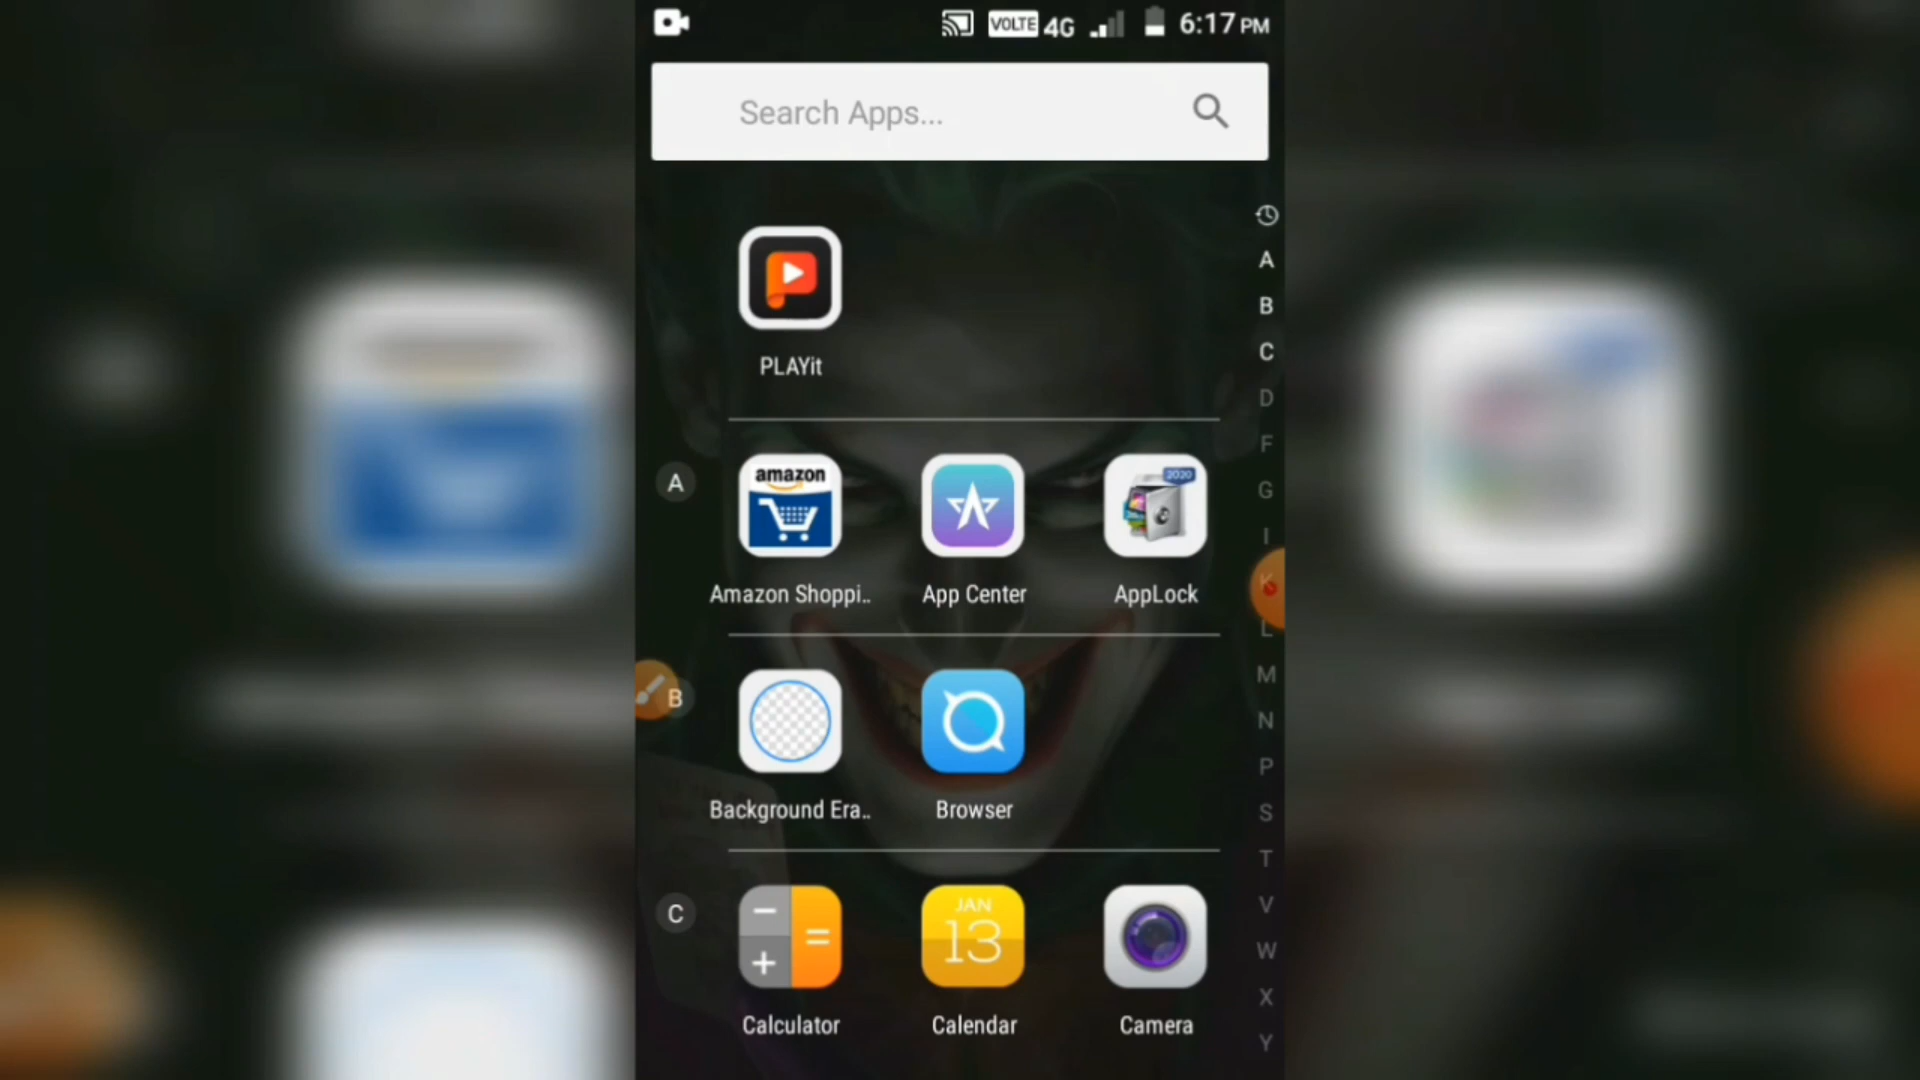 VOLTE 4G 6:17 PM
Search Apps...
PLAYit
A
B
C
D
F
G
I
K
L
M
N
P
S
T
V
W
X
Y
A
amazon
2020
Amazon Shoppi..
App Center
AppLock
B
Background Era..
Browser
C
JAN
13
Calculator
Calendar
Camera